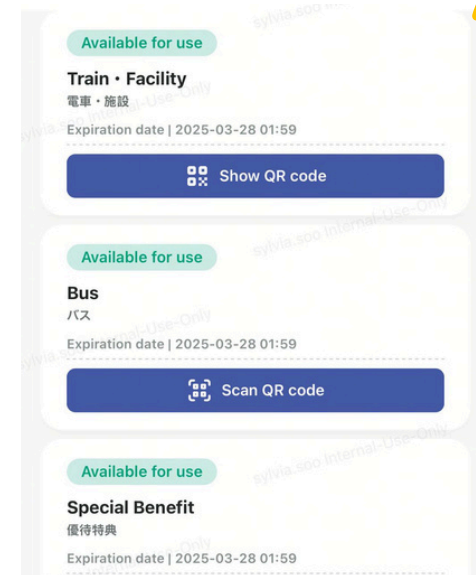 Available for use
Train・Facility
電車・施設
Expiration date | 2025-03-28 01:59
Show QR code
Available for use
Bus
バス
Expiration date | 2025-03-28 01:59
Scan QR code
Available for use
Special Benefit
優待特典
Expiration date | 2025-03-28 01:59
sylvia.soo Internal-Use-Only